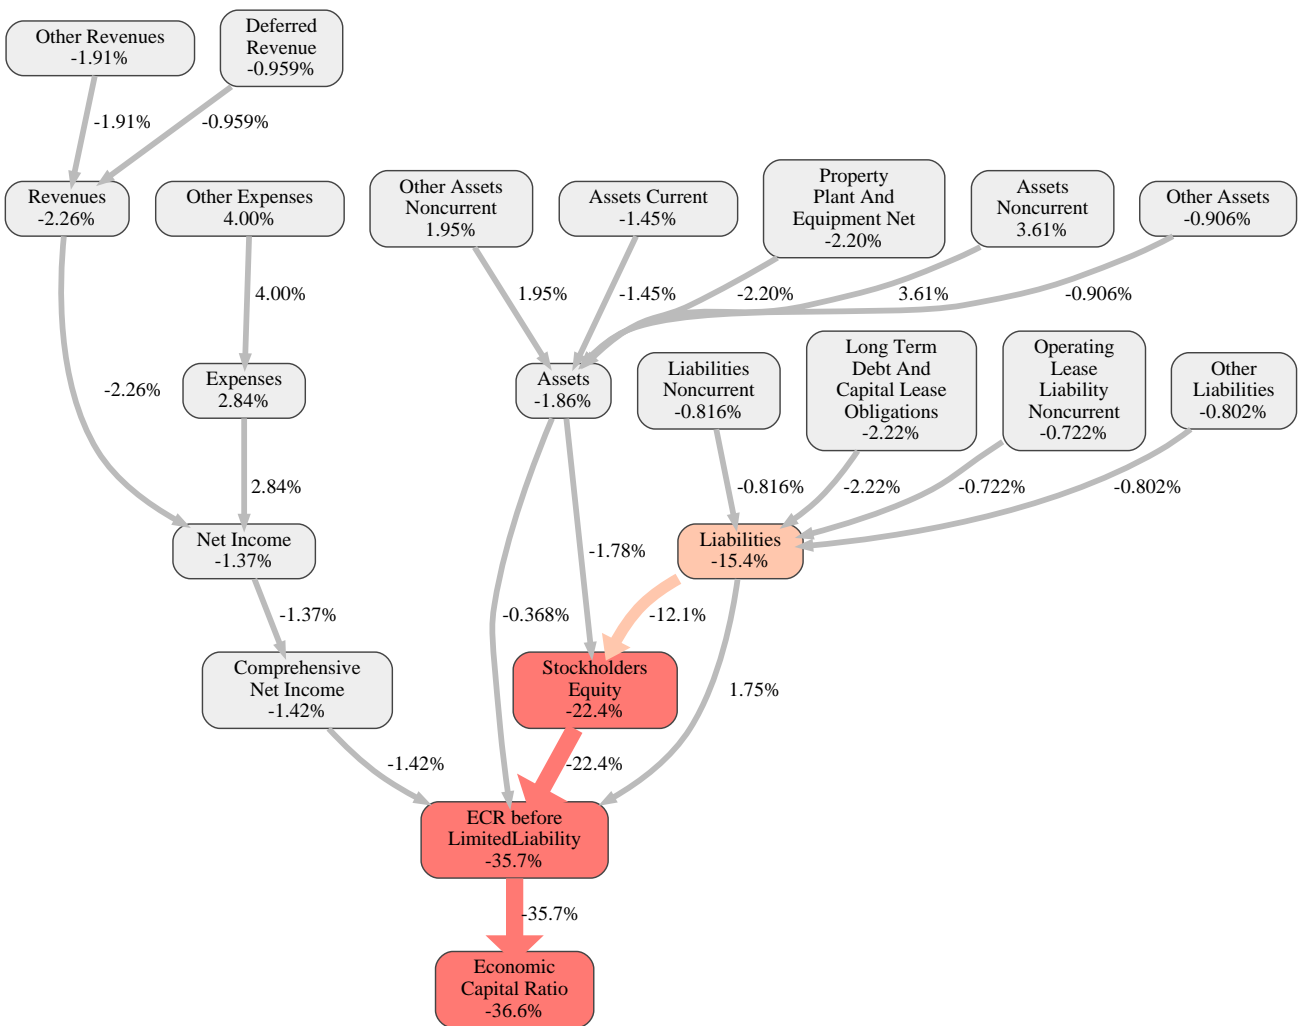 Other Revenues
-1.91%
Deferred
Revenue
-0.959%
-1.91%
-0.959%
Revenues
-2.26%
Other Expenses
4.00%
Other Assets
Noncurrent
1.95%
Assets Current
-1.45%
Property
Plant And
Equipment Net
-2.20%
Assets
Noncurrent
3.61%
Other Assets
-0.906%
4.00%
1.95%
-1.45%
-2.20%
3.61%
-0.906%
-2.26%
Expenses
2.84%
Assets
-1.86%
Liabilities
Noncurrent
-0.816%
Long Term
Debt And
Capital Lease
Obligations
-2.22%
Operating
Lease
Liability
Noncurrent
-0.722%
Other
Liabilities
-0.802%
2.84%
-0.816%
-2.22%
-0.722%
-0.802%
Net Income
-1.37%
-1.78%
Liabilities
-15.4%
-1.37%
-0.368%
-12.1%
Comprehensive
Net Income
-1.42%
Stockholders
Equity
-22.4%
1.75%
-1.42%
-22.4%
ECR before
LimitedLiability
-35.7%
-35.7%
Economic
Capital Ratio
-36.6%